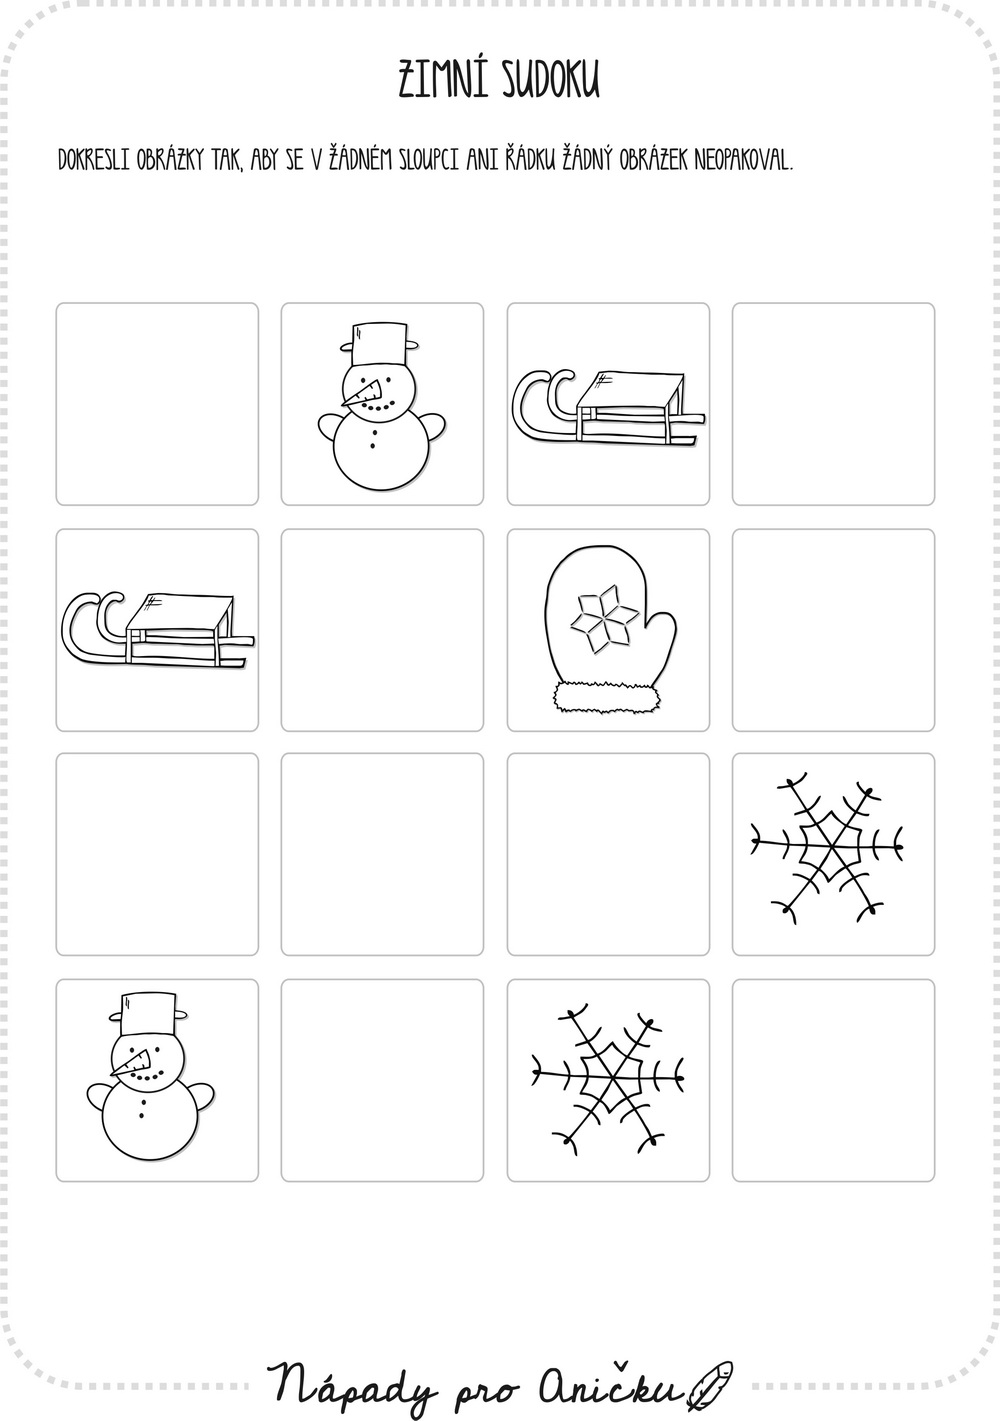 ZIMNÍ SUDOKU
DOKRESLI OBRÁZKY TAK, ABY SE V ŽÁDNÉM SLOUPCI ANI ŘÁDKU ŽÁDNÝ OBRÁZEK NEOPAKOVAL.
Nápady pro Aničku